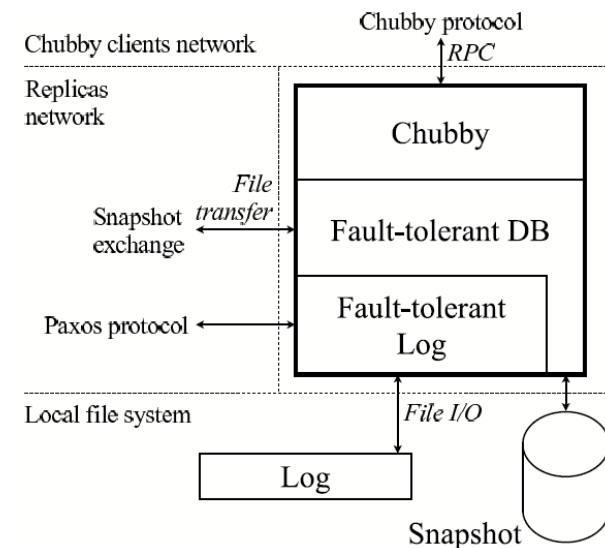 Chubby protocol
Chubby clients network
RPC
Replicas
network
Chubby
File
transfer
Snapshot
exchange
Fault-tolerant DB
Fault-tolerant
Log
Paxos protocol
Local file system
File I/O
Log
Snapshot